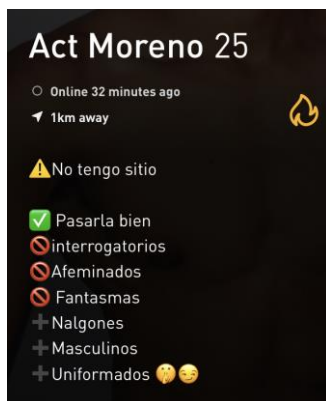 Act Moreno 25
Online 32 minutes ago
1km away
⚠️No tengo sitio
✅ Pasarla bien
🚫interrogatorios
🚫Afeminados
🚫 Fantasmas
➕Nalgones
➕Masculinos
➕Uniformados 🤫😏